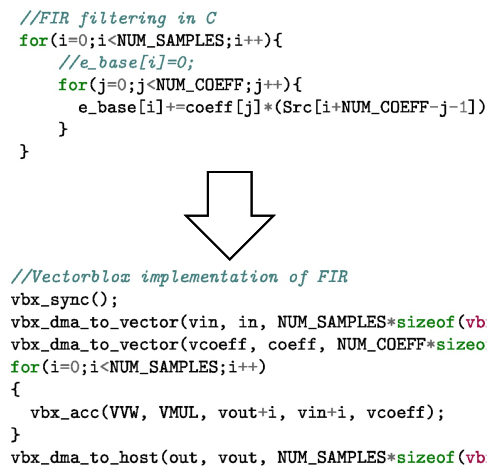 //FIR filtering in C
for(i=0;i<NUM_SAMPLES;i++){
//e_base[i]=0;
for(j=0;j<NUM_COEFF;j++){
e_base[i]+=coeff[j]*(Src[i+NUM_COEFF-j-1])
}
}
//Vectorblox implementation of FIR
vbx_sync();
vbx_dma_to_vector(vin, in, NUM_SAMPLES*sizeof(vb
vbx_dma_to_vector(vcoeff, coeff, NUM_COEFF*sizeo
for(i=0;i<NUM_SAMPLES;i++)
{
vbx_acc(VVW, VMUL, vout+i, vin+i, vcoeff);
}
vbx_dma_to_host(out, vout, NUM_SAMPLES*sizeof(vb